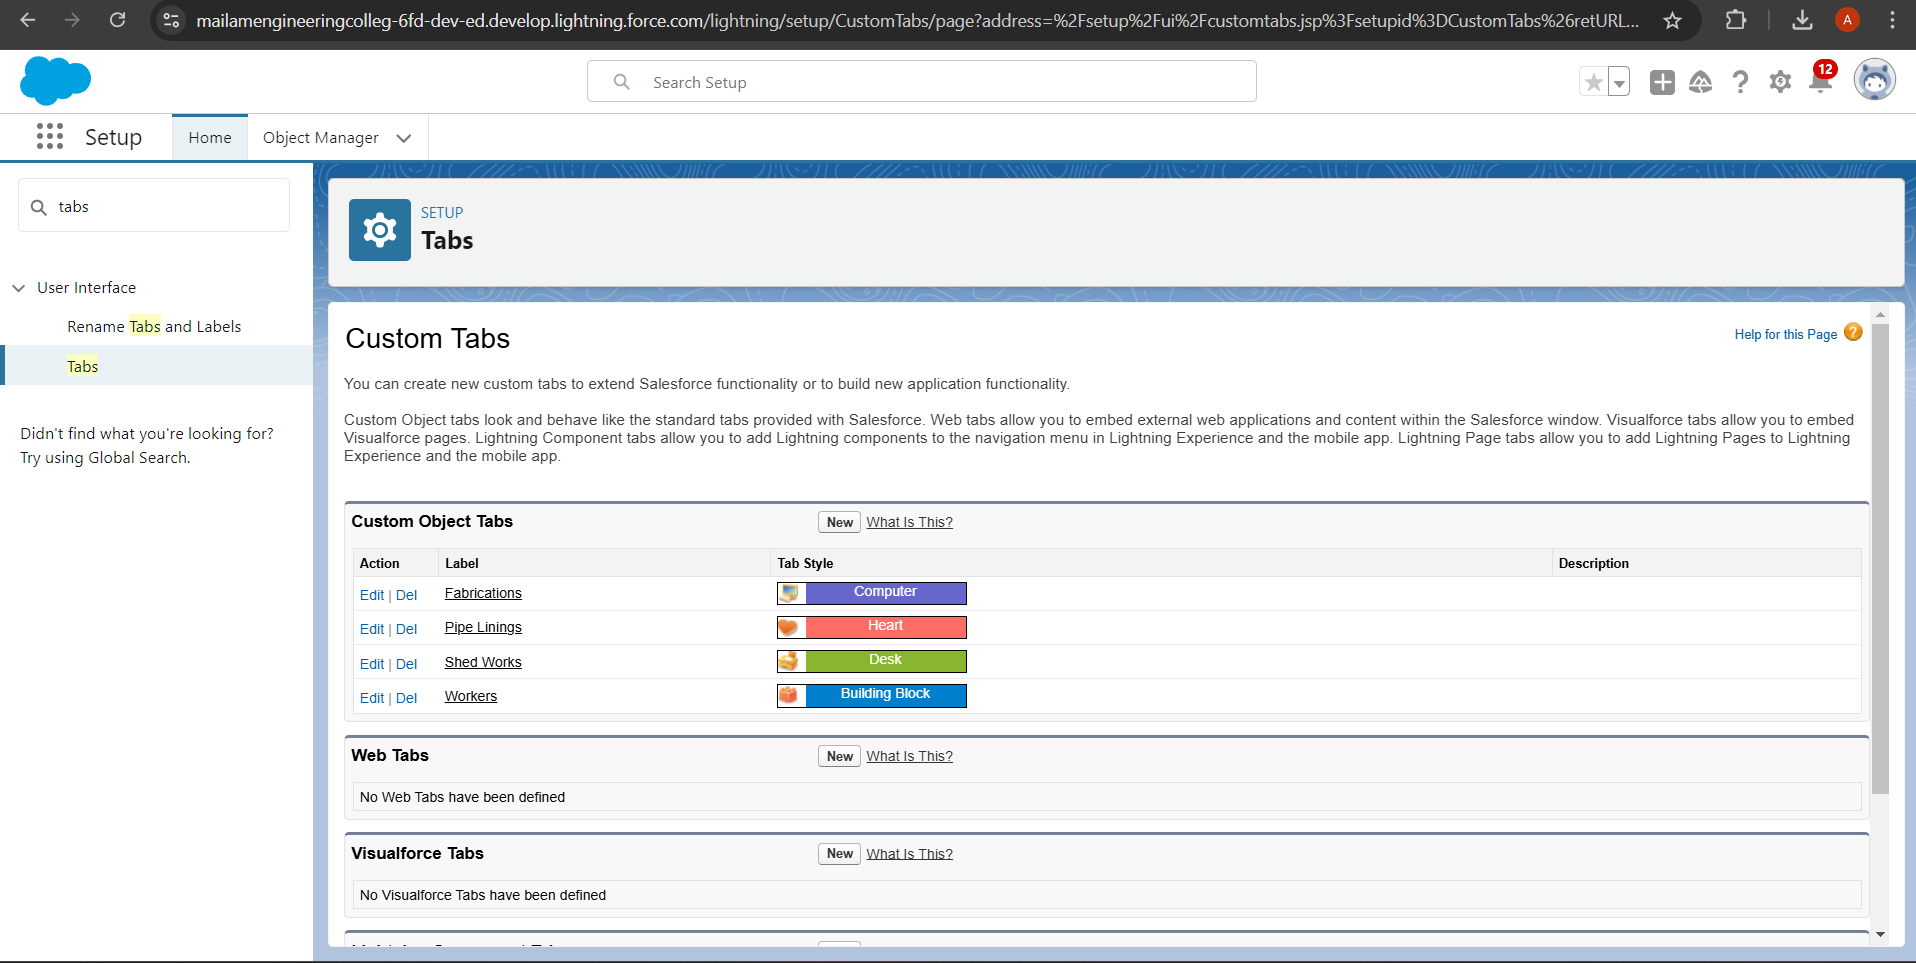 mailamengineeringcolleg-6fd-dev-ed.develop.lightning.force.com/lightning/setup/CustomTabs/page?address=%2Fsetup%2Fui%2Fcustomtabs.jsp%3Fsetupid%3DCustomTabs%26retURL...
A
Search Setup
12
Setup
Home
Object Manager
tabs
User Interface
Rename Tabs and Labels
Tabs
Didn't find what you're looking for?
Try using Global Search.
SETUP
Tabs
Custom Tabs
Help for this Page ?
You can create new custom tabs to extend Salesforce functionality or to build new application functionality.
Custom Object tabs look and behave like the standard tabs provided with Salesforce. Web tabs allow you to embed external web applications and content within the Salesforce window. Visualforce tabs allow you to embed
Visualforce pages. Lightning Component tabs allow you to add Lightning components to the navigation menu in Lightning Experience and the mobile app. Lightning Page tabs allow you to add Lightning Pages to Lightning
Experience and the mobile app.
Custom Object Tabs New What Is This?
Action Label Tab Style Description
Edit | Del Fabrications Computer
Edit | Del Pipe Linings Heart
Edit | Del Shed Works Desk
Edit | Del Workers Building Block
Web Tabs New What Is This?
No Web Tabs have been defined
Visualforce Tabs New What Is This?
No Visualforce Tabs have been defined